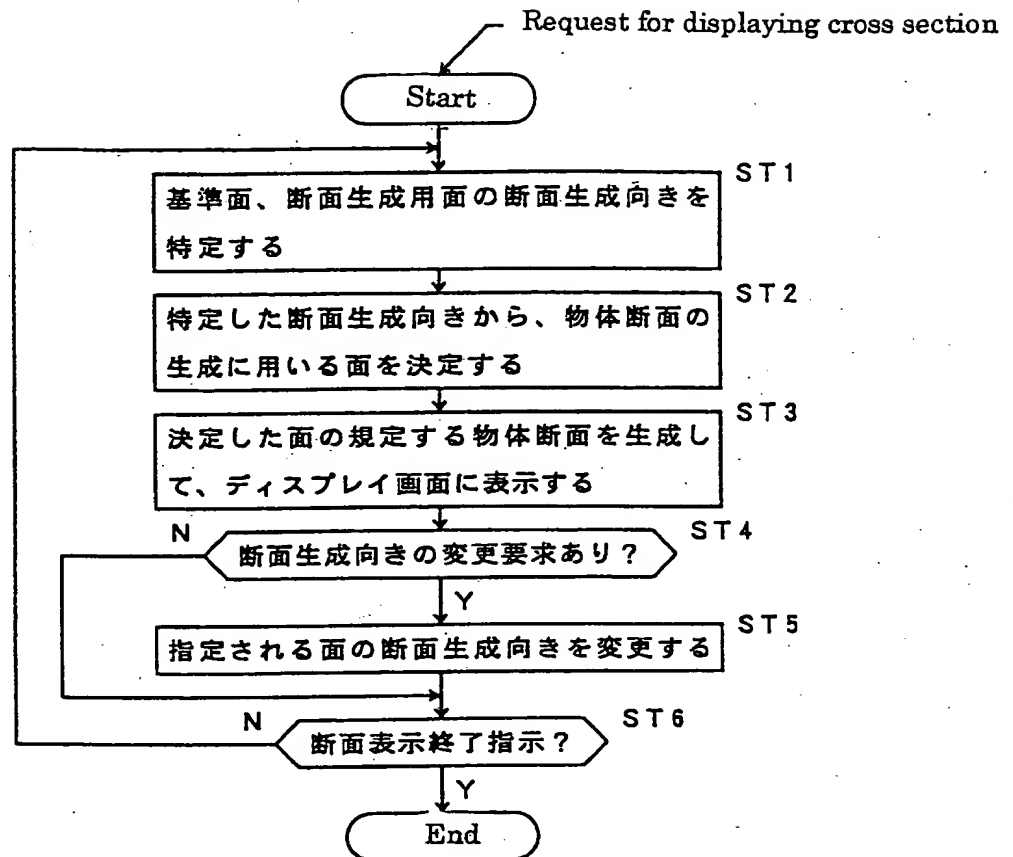 Request for displaying cross section
Start
ST1
基準面、断面生成用面の断面生成向きを
特定する
ST2
特定した断面生成向きから、物体断面の
生成に用いる面を決定する
ST3
決定した面の規定する物体断面を生成し
て、ディスプレイ画面に表示する
N
ST4
断面生成向きの変更要求あり？
Y
ST5
指定される面の断面生成向きを変更する
N
ST6
断面表示終了指示？
Y
End